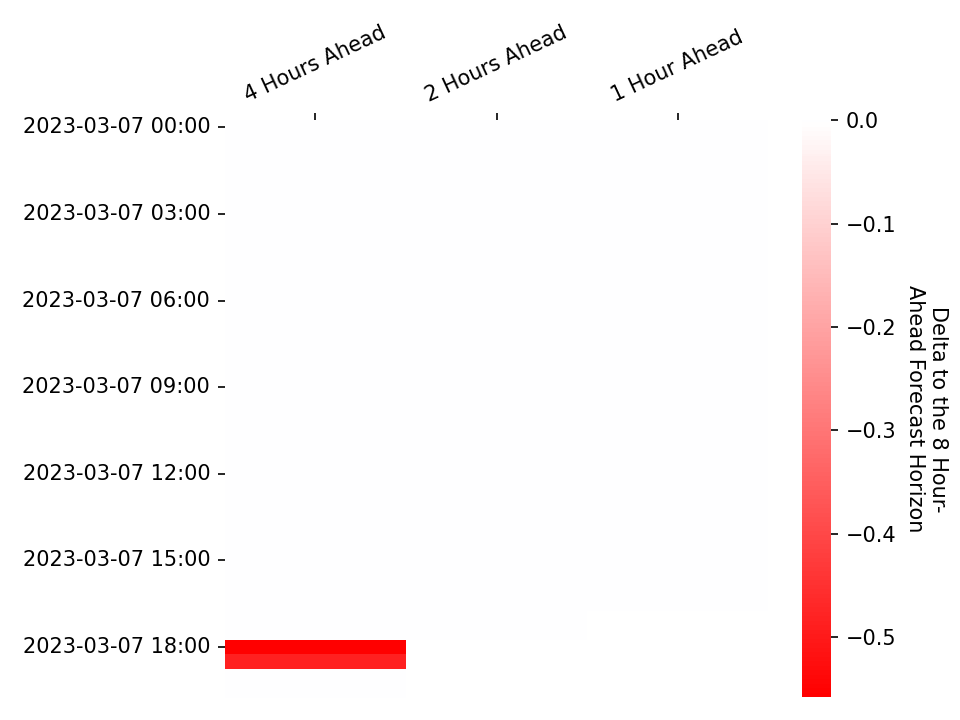 4 Hours Ahead
2 Hours Ahead
1 Hour Ahead
2023-03-07 00:00
2023-03-07 03:00
2023-03-07 06:00
2023-03-07 09:00
2023-03-07 12:00
2023-03-07 15:00
2023-03-07 18:00
0.0
−0.1
−0.2
−0.3
−0.4
−0.5
Delta to the 8 Hour-
Ahead Forecast Horizon